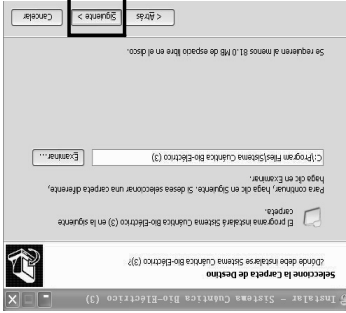 Instalar - Sistema Cuántica Bio-Eléctrico (3)
Seleccione la Carpeta de Destino
¿Dónde debe instalarse Sistema Cuántica Bio-Eléctrico (3)?
El programa instalará Sistema Cuántica Bio-Eléctrico (3) en la siguiente
carpeta.
Para continuar, haga clic en Siguiente. Si desea seleccionar una carpeta diferente,
haga clic en Examinar.
C:\Program Files\Sistema Cuántica Bio-Eléctrico (3)
Examinar...
Se requieren al menos 81.0 MB de espacio libre en el disco.
< Atrás
Siguiente >
Cancelar